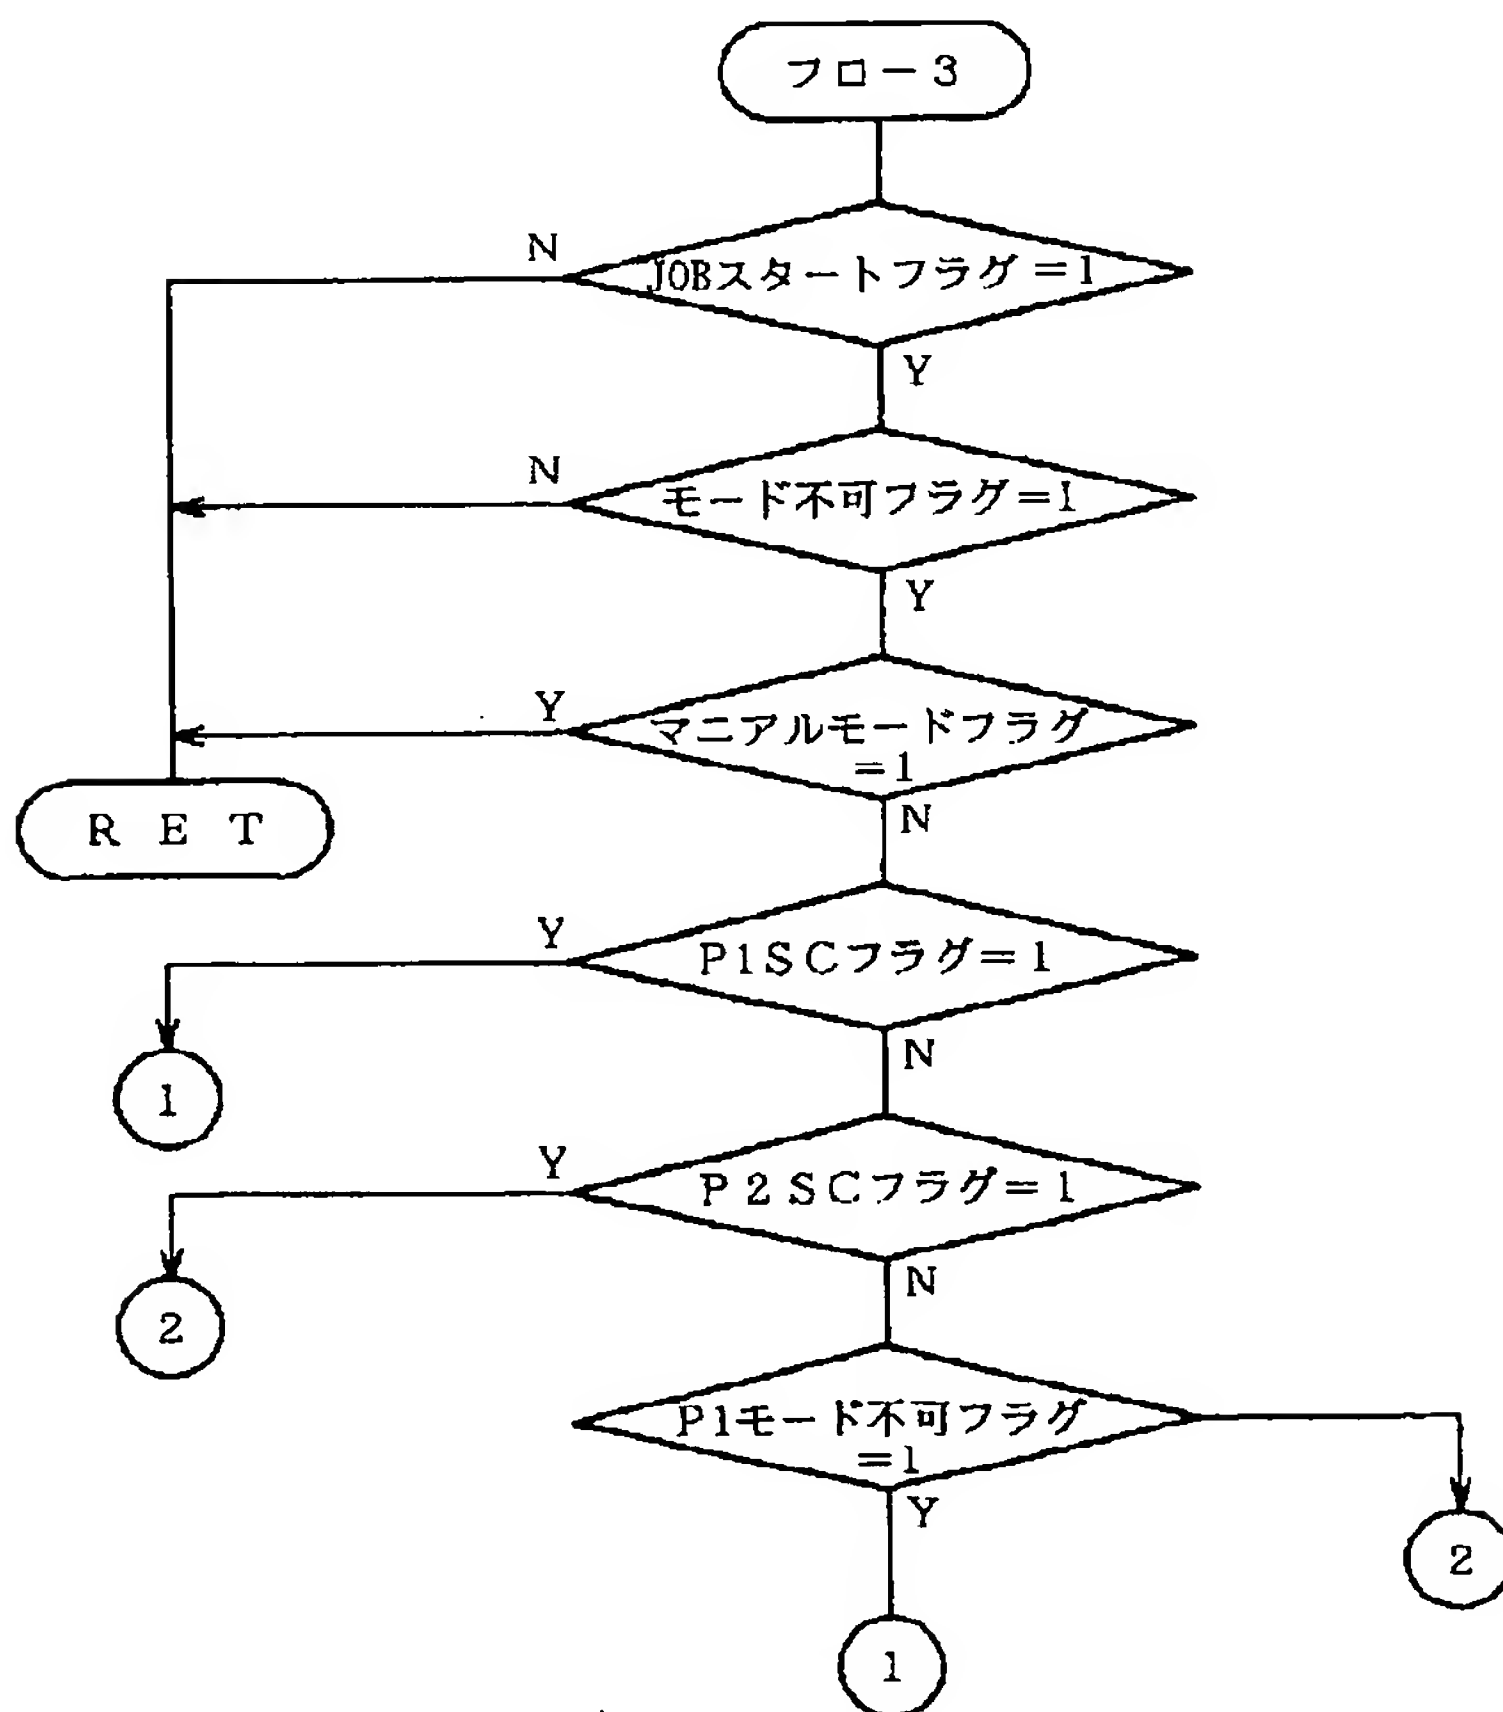 フロー3
N
JOBスタートフラグ=1
Y
N
モード不可フラグ=1
Y
Y
マニアルモードフラグ
=1
N
RET
Y
P1SCフラグ=1
N
1
Y
P2SCフラグ=1
N
2
P1モード不可フラグ
=1
Y
2
1